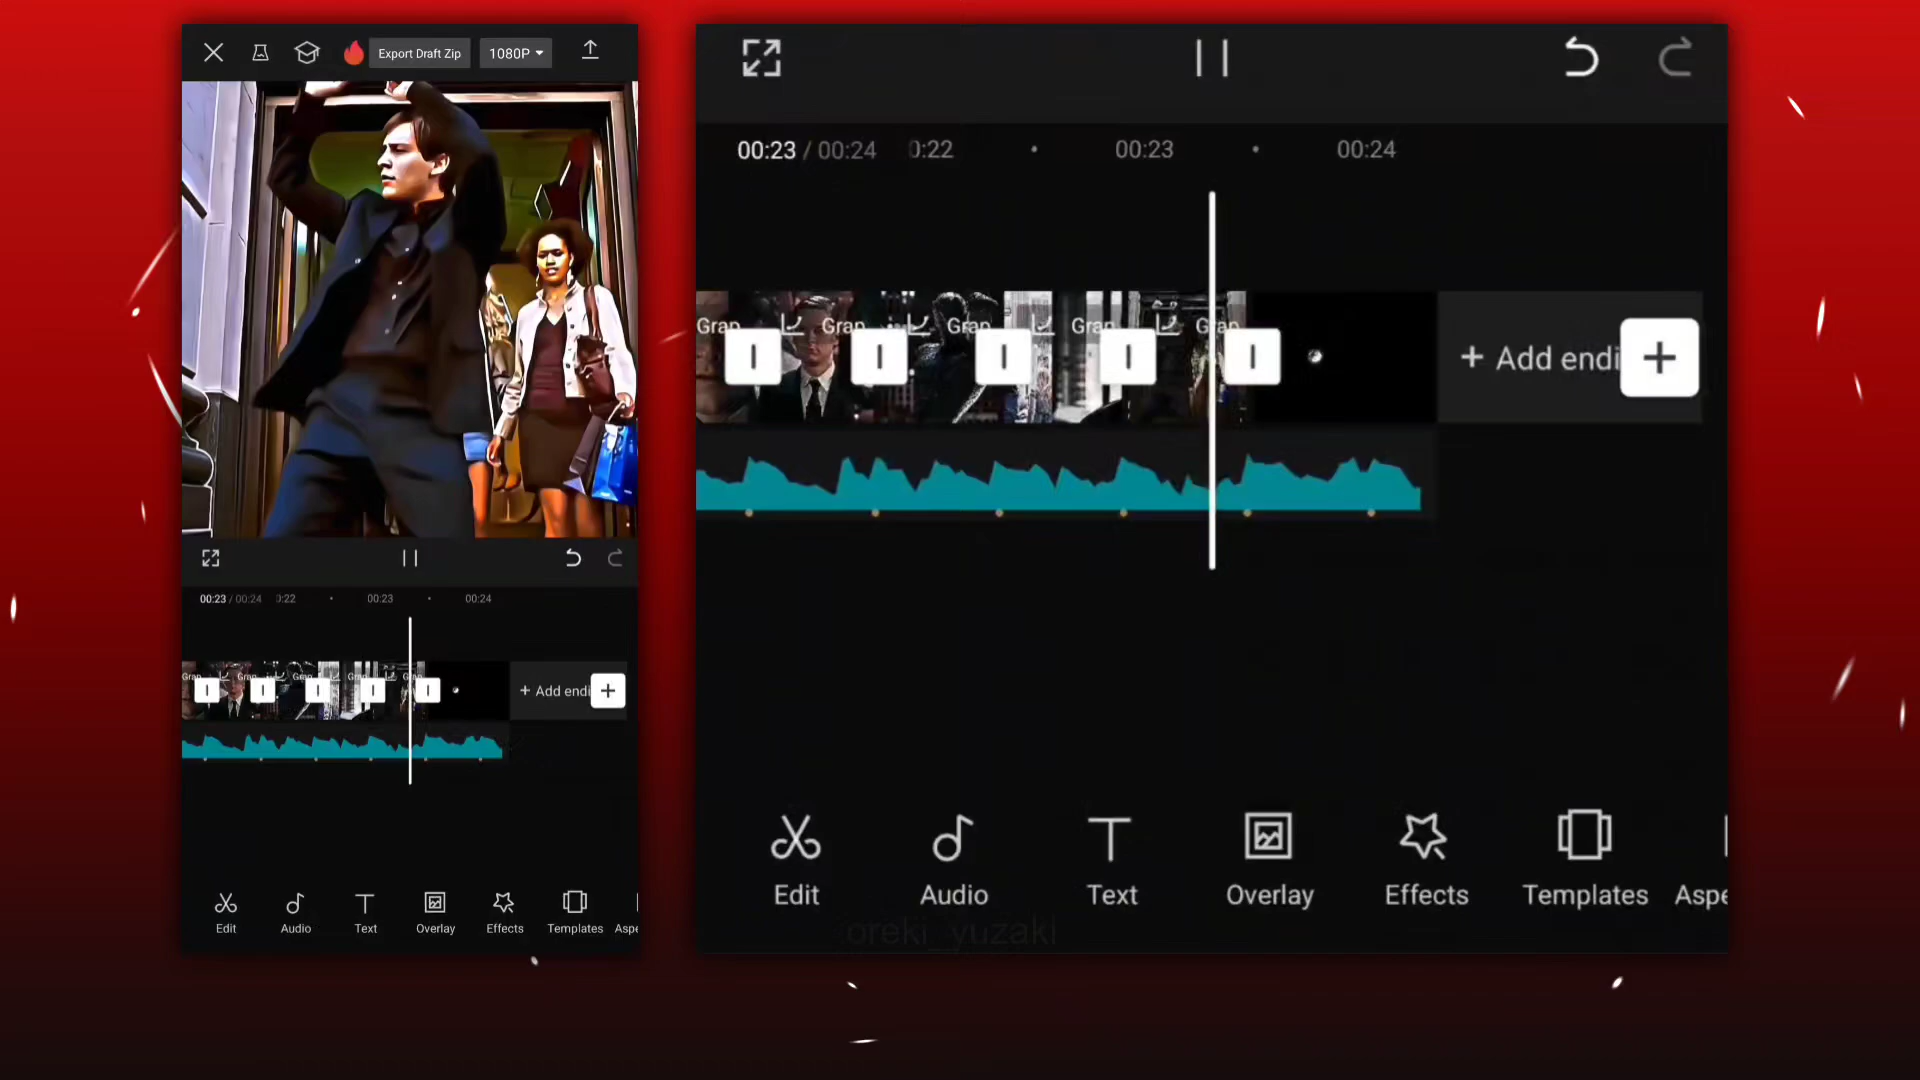 Export Draft Zip
1080P
00:23 / 00:24
0:22
00:23
00:24
Grap
Grap
Grap
Grap
Grap
+ Add endi
Edit
Audio
Text
Overlay
Effects
Templates
Aspe
00:23 / 00:24
0:22
00:23
00:24
Grap
Grap
Grap
Grap
Grap
+ Add endi
Edit
Audio
Text
Overlay
Effects
Templates
Aspe
oreki_yuzaki